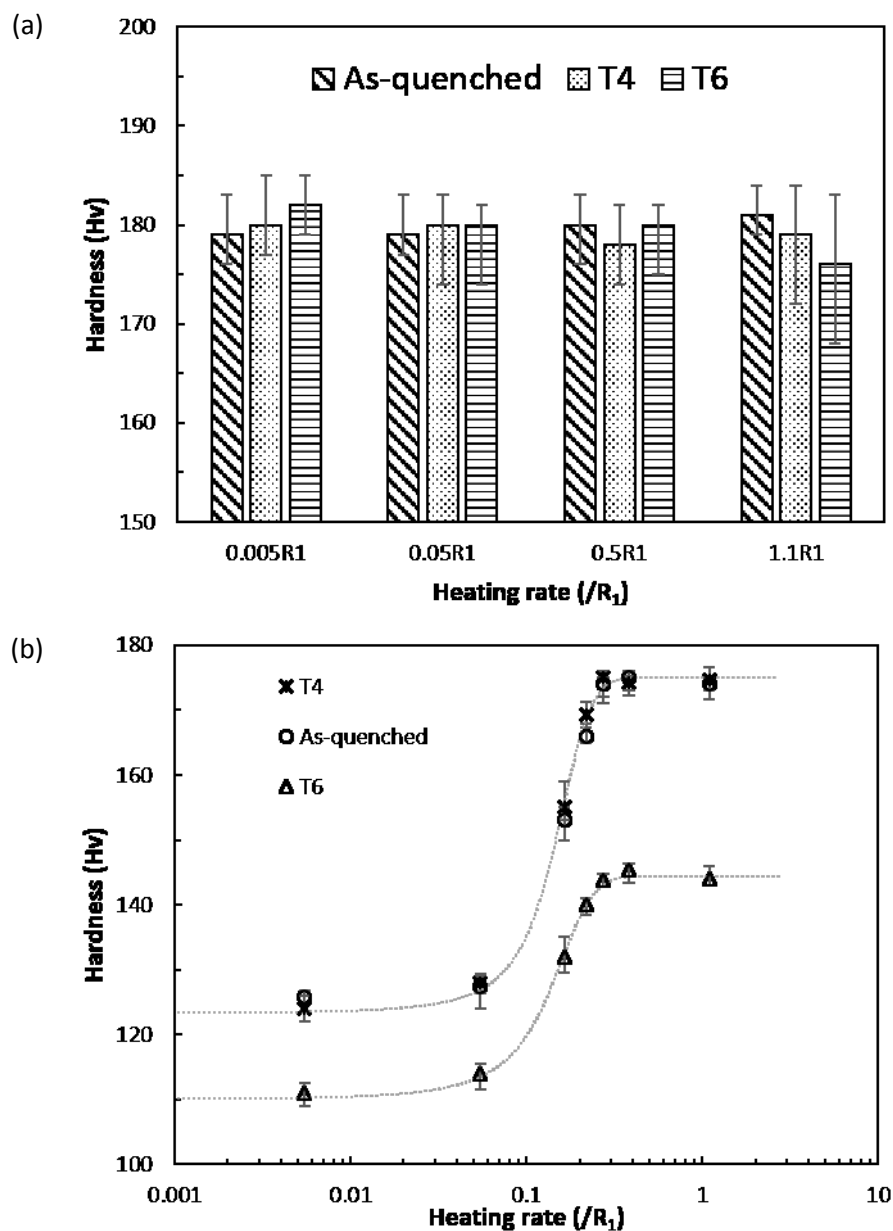 (a)
200
190
180
170
160
150
Hardness (Hv)
As-quenched T4 T6
0.005R1 0.05R1 0.5R1 1.1R1
Heating rate (/R₁)
(b)
180
160
140
120
100
Hardness (Hv)
T4
As-quenched
T6
0.001 0.01 0.1 1 10
Heating rate (/R₁)